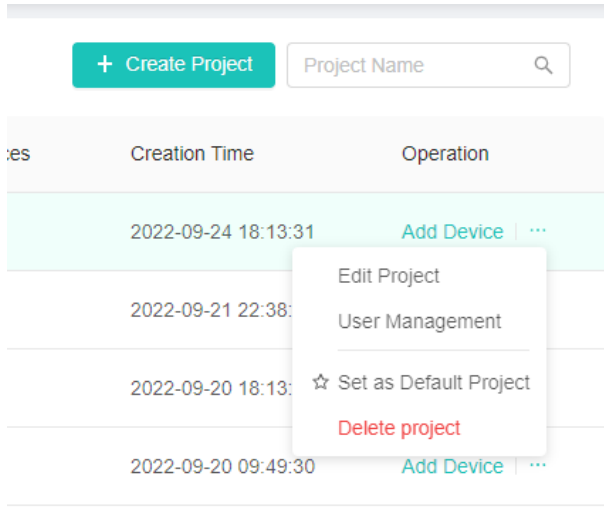 + Create Project
Project Name
Creation Time
Operation
2022-09-24 18:13:31
Add Device
Edit Project
2022-09-21 22:38:
User Management
2022-09-20 18:13:
Set as Default Project
Delete project
2022-09-20 09:49:30
Add Device